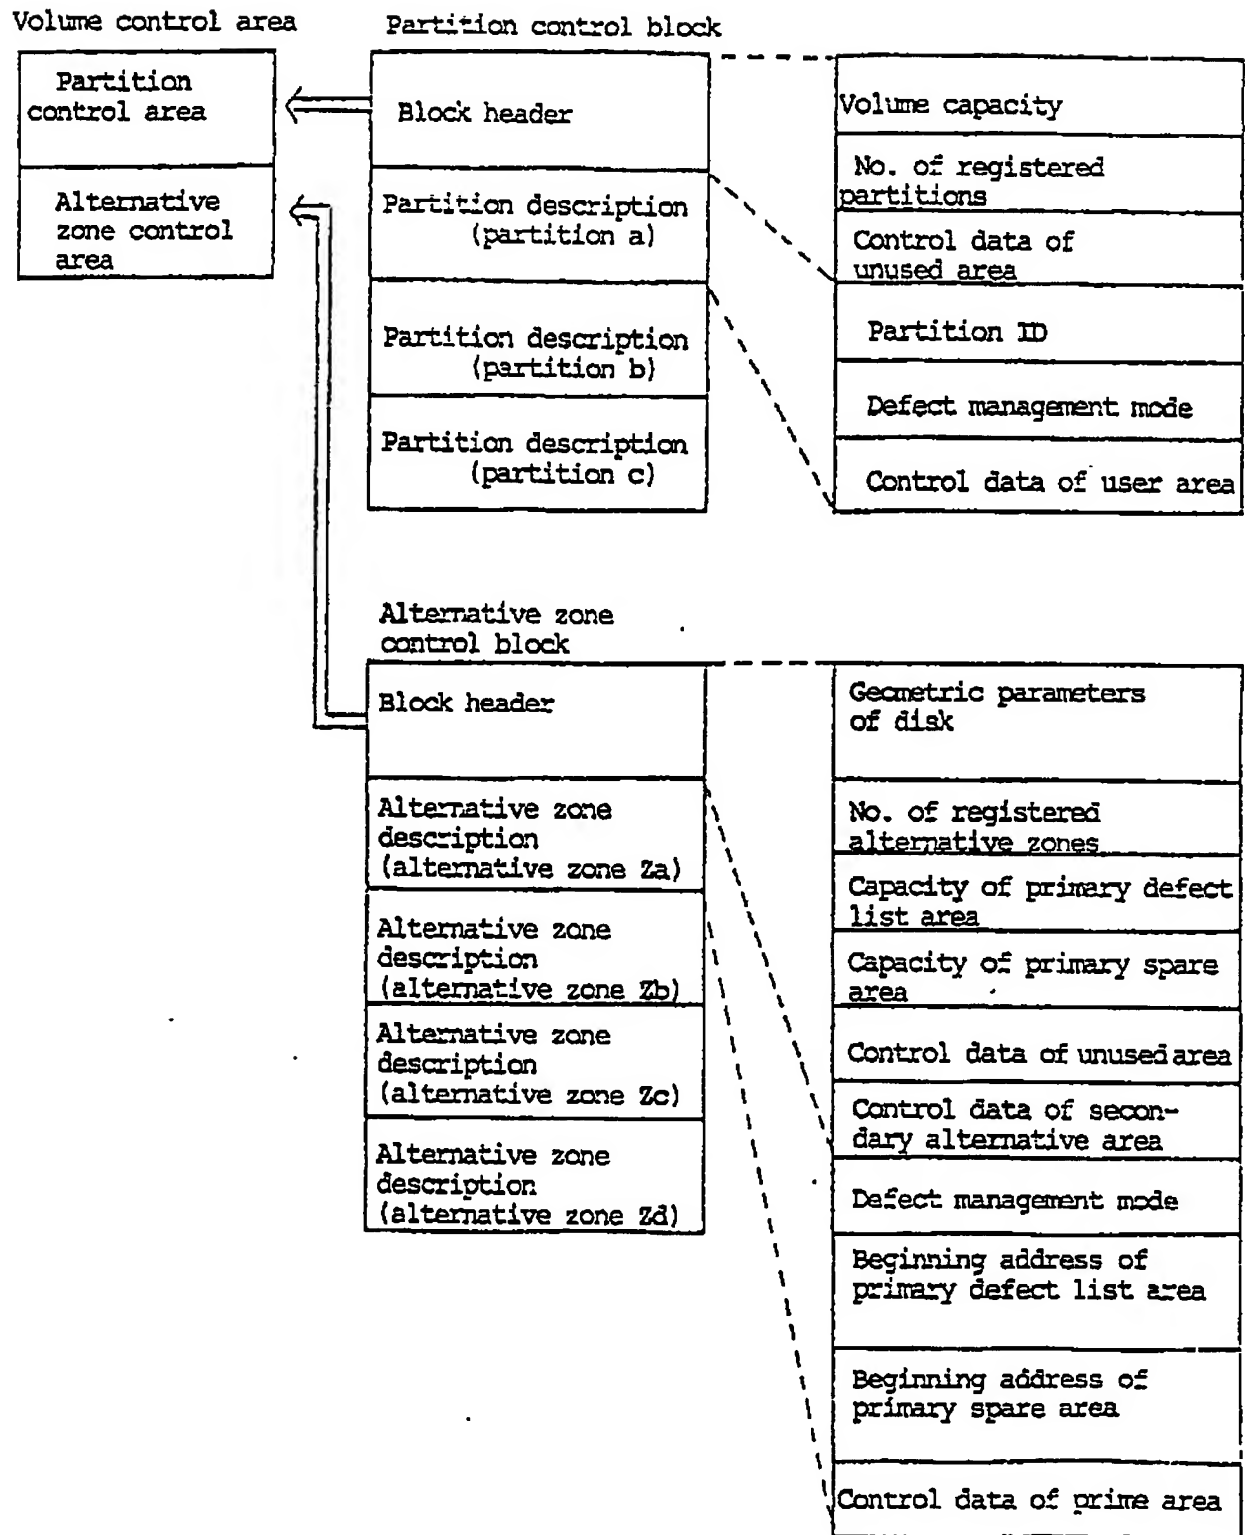 Volume control area
Partition
control area
Alternative
zone control
area
Partition control block
Block header
Partition description
(partition a)
Partition description
(partition b)
Partition description
(partition c)
Volume capacity
No. of registered
partitions
Control data of
unused area
Partition ID
Defect management mode
Control data of user area
Alternative zone
control block
Block header
Alternative zone
description
(alternative zone Za)
Alternative zone
description
(alternative zone Zb)
Alternative zone
description
(alternative zone Zc)
Alternative zone
description
(alternative zone Zd)
Geometric parameters
of disk
No. of registered
alternative zones
Capacity of primary defect
list area
Capacity of primary spare
area
Control data of unused area
Control data of secon-
dary alternative area
Defect management mode
Beginning address of
primary defect list area
Beginning address of
primary spare area
Control data of prime area